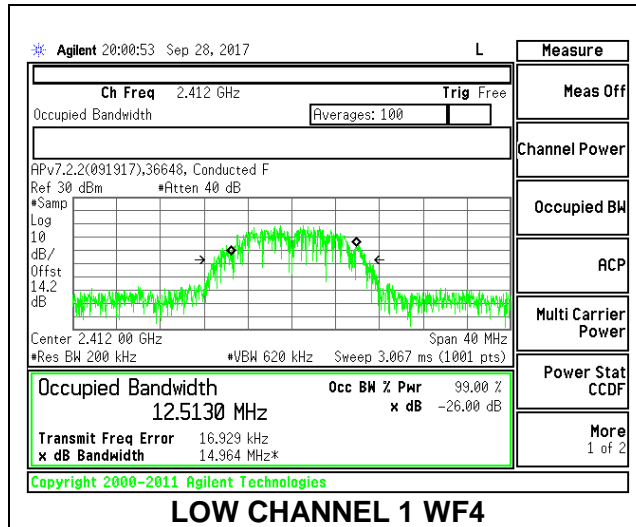 Agilent 20:00:53 Sep 28, 2017 L
Measure
Ch Freq 2.412 GHz Trig Free
Occupied Bandwidth Averages: 100
APv7.2.2(091917),36648, Conducted F
Ref 30 dBm #Atten 40 dB
#Samp
Log
10
dB/
Offst
14.2
dB
Center 2.412 00 GHz Span 40 MHz
#Res BW 200 kHz #VBW 620 kHz Sweep 3.067 ms (1001 pts)
Occupied Bandwidth Occ BW % Pwr 99.00 %
12.5130 MHz x dB -26.00 dB
Transmit Freq Error 16.929 kHz
x dB Bandwidth 14.964 MHz*
Meas Off
Channel Power
Occupied BW
ACP
Multi Carrier
Power
Power Stat
CCDF
More
1 of 2
Copyright 2000-2011 Agilent Technologies
LOW CHANNEL 1 WF4